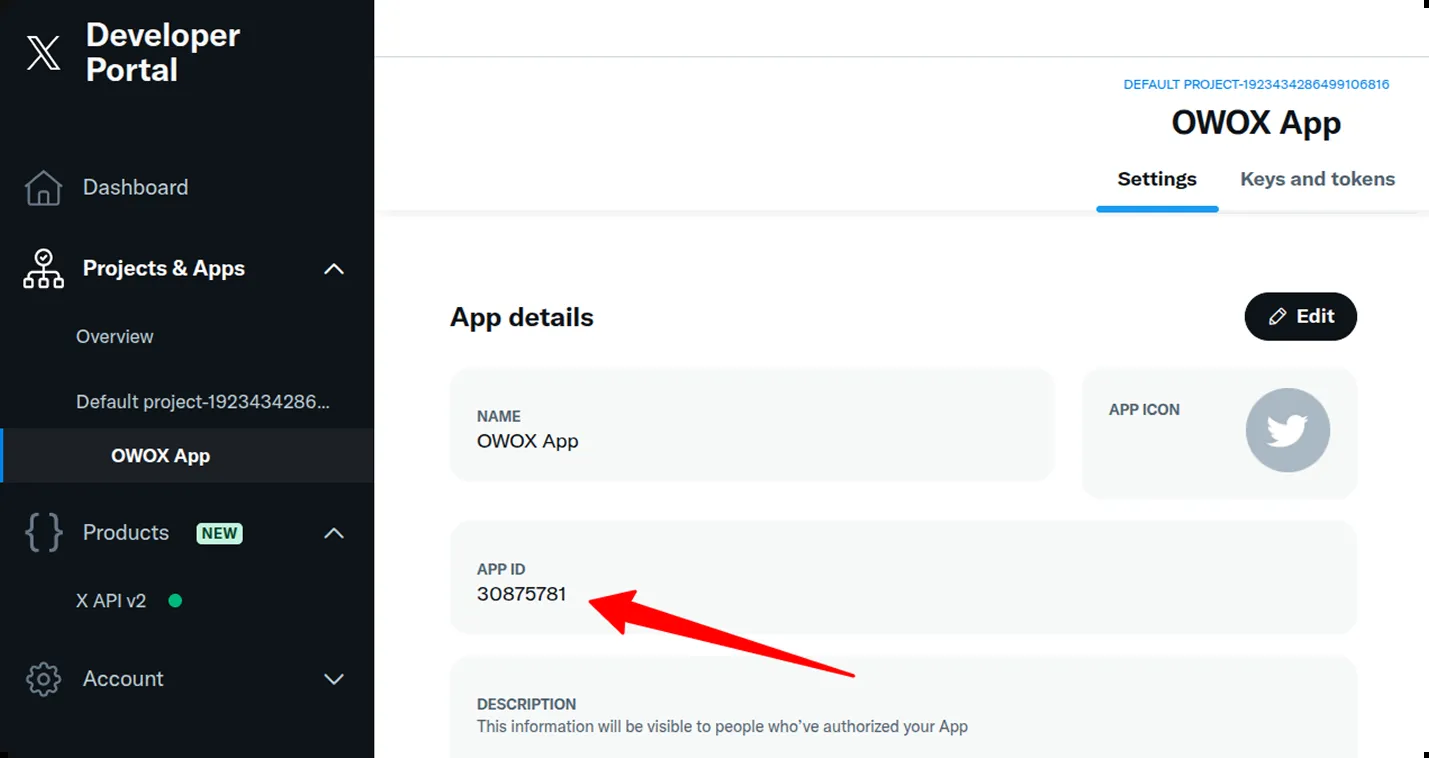 Developer
Portal
Dashboard
Projects & Apps
Overview
Default project-1923434286...
OWOX App
Products NEW
X API v2
Account
DEFAULT PROJECT-1923434286499106816
OWOX App
Settings Keys and tokens
App details
Edit
NAME
OWOX App
APP ICON
APP ID
30875781
DESCRIPTION
This information will be visible to people who’ve authorized your App